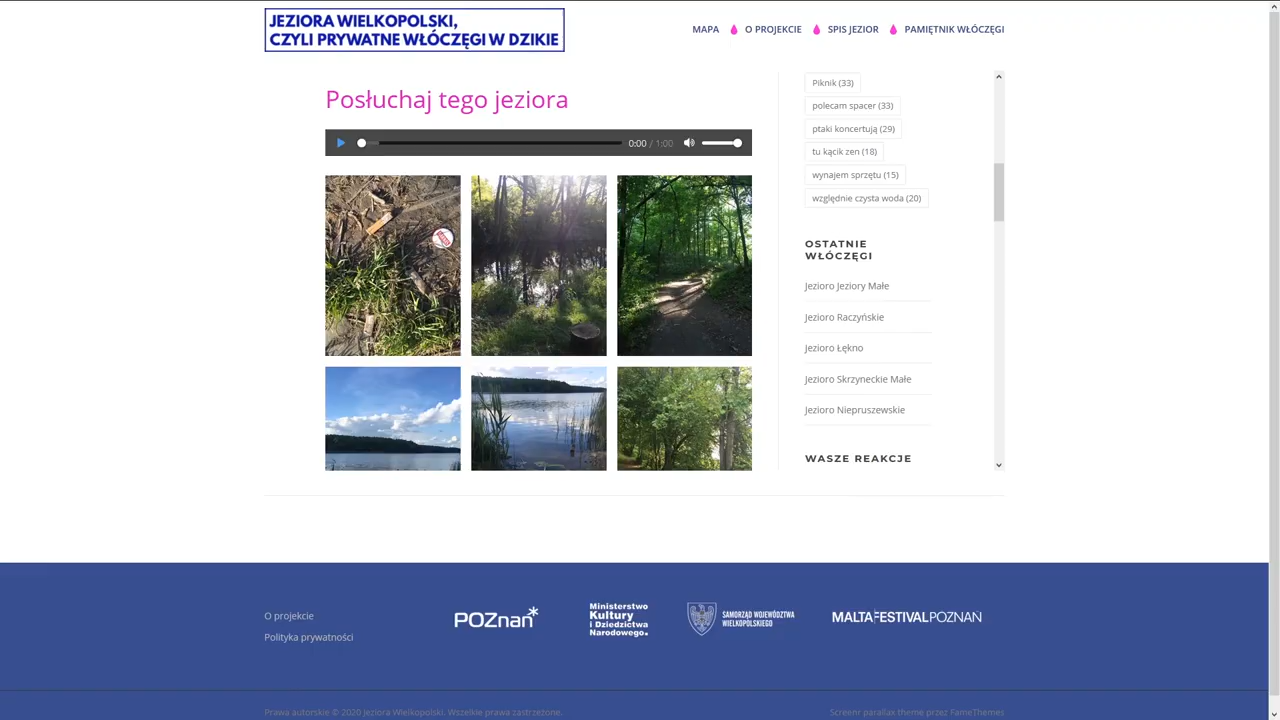 JEZIORA WIELKOPOLSKI,
CZYLI PRYWATNE WŁÓCZĘGI W DZIKIE
MAPA
O PROJEKCIE
SPIS JEZIOR
PAMIĘTNIK WŁÓCZĘGI
Posłuchaj tego jeziora
0:00 / 1:00
Piknik (33)
polecam spacer (33)
ptaki koncertują (29)
tu kącik zen (18)
wynajem sprzętu (15)
względnie czysta woda (20)
OSTATNIE
WŁÓCZĘGI
Jezioro Jeziory Małe
Jezioro Raczyńskie
Jezioro Łękno
Jezioro Skrzyneckie Małe
Jezioro Niepruszewskie
WASZE REAKCJE
O projekcie
Polityka prywatności
POZnań*
Ministerstwo
Kultury
i Dziedzictwa
Narodowego.
SAMORZĄD WOJEWÓDZTWA
WIELKOPOLSKIEGO
MALTAFESTIVALPOZNAŃ
Prawa autorskie © 2020 Jeziora Wielkopolski. Wszelkie prawa zastrzeżone.
Screenr parallax theme przez FameThemes